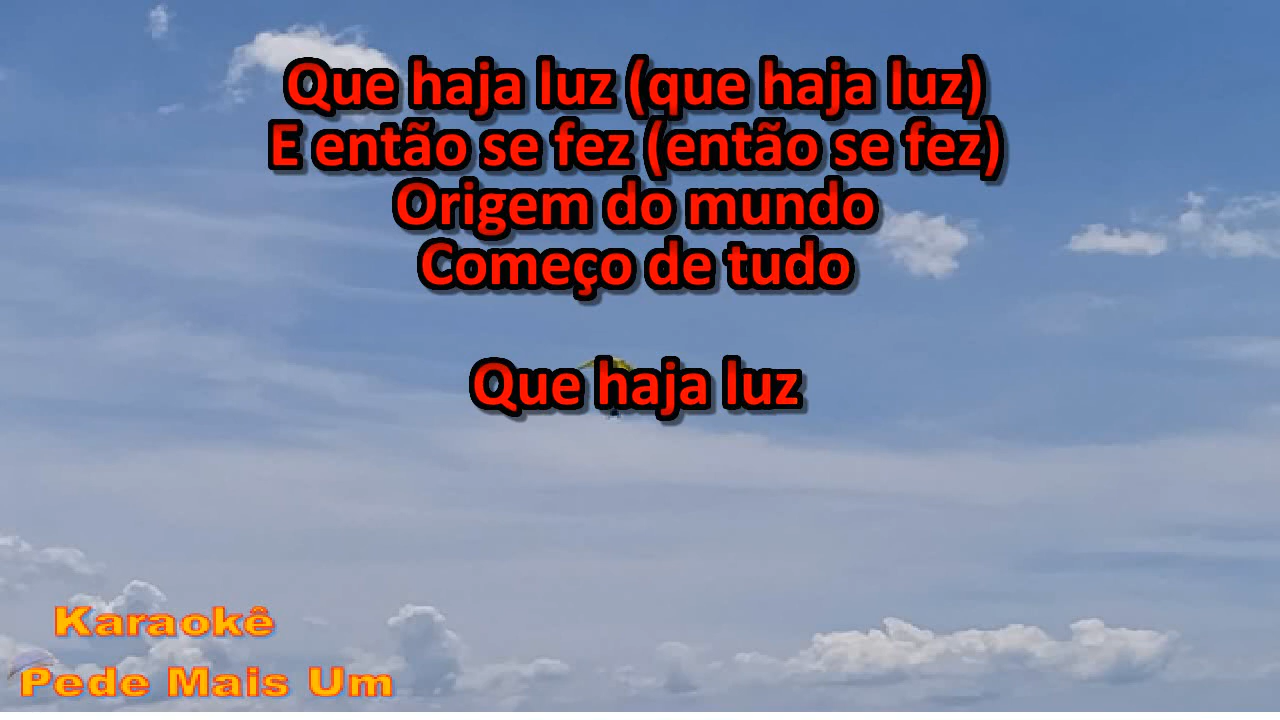 Que haja luz (que haja luz)
E então se fez (então se fez)
Origem do mundo
Começo de tudo
Que haja luz
Karaokê
Pede Mais Um